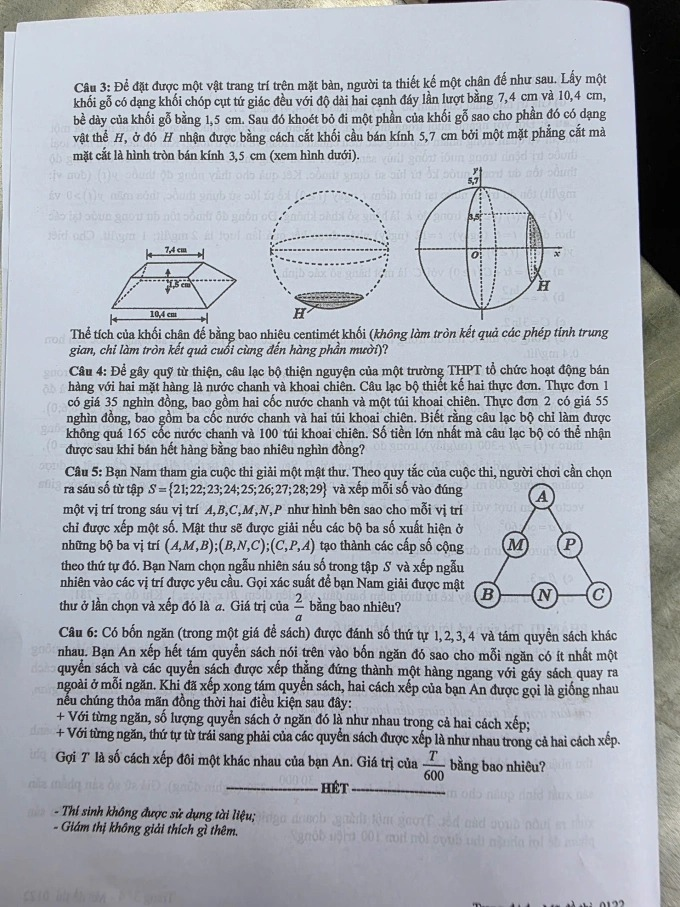 Câu 3: Để đặt được một vật trang trí trên mặt bàn, người ta thiết kế một chân đế như sau. Lấy một
khối gỗ có dạng khối chóp cụt tứ giác đều với độ dài hai cạnh đáy lần lượt bằng 7,4 cm và 10,4 cm,
bề dày của khối gỗ bằng 1,5 cm. Sau đó khoét bỏ đi một phần của khối gỗ sao cho phần đó có dạng
vật thể H, ở đó H nhận được bằng cách cắt khối cầu bán kính 5,7 cm bởi một mặt phẳng cắt mà
mặt cắt là hình tròn bán kính 3,5 cm (xem hình dưới).
7,4 cm
1,5 cm
10,4 cm
H
y
5,7
3,5
O
x
H
Thể tích của khối chân đế bằng bao nhiêu centimét khối (không làm tròn kết quả các phép tính trung
gian, chỉ làm tròn kết quả cuối cùng đến hàng phần mười)?
Câu 4: Để gây quỹ từ thiện, câu lạc bộ thiện nguyện của một trường THPT tổ chức hoạt động bán
hàng với hai mặt hàng là nước chanh và khoai chiên. Câu lạc bộ thiết kế hai thực đơn. Thực đơn 1
có giá 35 nghìn đồng, bao gồm hai cốc nước chanh và một túi khoai chiên. Thực đơn 2 có giá 55
nghìn đồng, bao gồm ba cốc nước chanh và hai túi khoai chiên. Biết rằng câu lạc bộ chỉ làm được
không quá 165 cốc nước chanh và 100 túi khoai chiên. Số tiền lớn nhất mà câu lạc bộ có thể nhận
được sau khi bán hết hàng bằng bao nhiêu nghìn đồng?
Câu 5: Bạn Nam tham gia cuộc thi giải một mật thư. Theo quy tắc của cuộc thi, người chơi cần chọn
ra sáu số từ tập S = {21;22;23;24;25;26;27;28;29} và xếp mỗi số vào đúng
một vị trí trong sáu vị trí A,B,C,M,N,P như hình bên sao cho mỗi vị trí
chỉ được xếp một số. Mật thư sẽ được giải nếu các bộ ba số xuất hiện ở
những bộ ba vị trí (A,M,B);(B,N,C);(C,P,A) tạo thành các cấp số cộng
theo thứ tự đó. Bạn Nam chọn ngẫu nhiên sáu số trong tập S và xếp ngẫu
nhiên vào các vị trí được yêu cầu. Gọi xác suất để bạn Nam giải được mật
thư ở lần chọn và xếp đó là a. Giá trị của 2/a bằng bao nhiêu?
A
M P
B N C
Câu 6: Có bốn ngăn (trong một giá để sách) được đánh số thứ tự 1, 2, 3, 4 và tám quyển sách khác
nhau. Bạn An xếp hết tám quyển sách nói trên vào bốn ngăn đó sao cho mỗi ngăn có ít nhất một
quyển sách và các quyển sách được xếp thẳng đứng thành một hàng ngang với gáy sách quay ra
ngoài ở mỗi ngăn. Khi đã xếp xong tám quyển sách, hai cách xếp của bạn An được gọi là giống nhau
nếu chúng thỏa mãn đồng thời hai điều kiện sau đây:
+ Với từng ngăn, số lượng quyển sách ở ngăn đó là như nhau trong cả hai cách xếp;
+ Với từng ngăn, thứ tự từ trái sang phải của các quyển sách được xếp là như nhau trong cả hai cách xếp.
Gọi T là số cách xếp đôi một khác nhau của bạn An. Giá trị của T/600 bằng bao nhiêu?
HẾT
- Thí sinh không được sử dụng tài liệu;
- Giám thị không giải thích gì thêm.